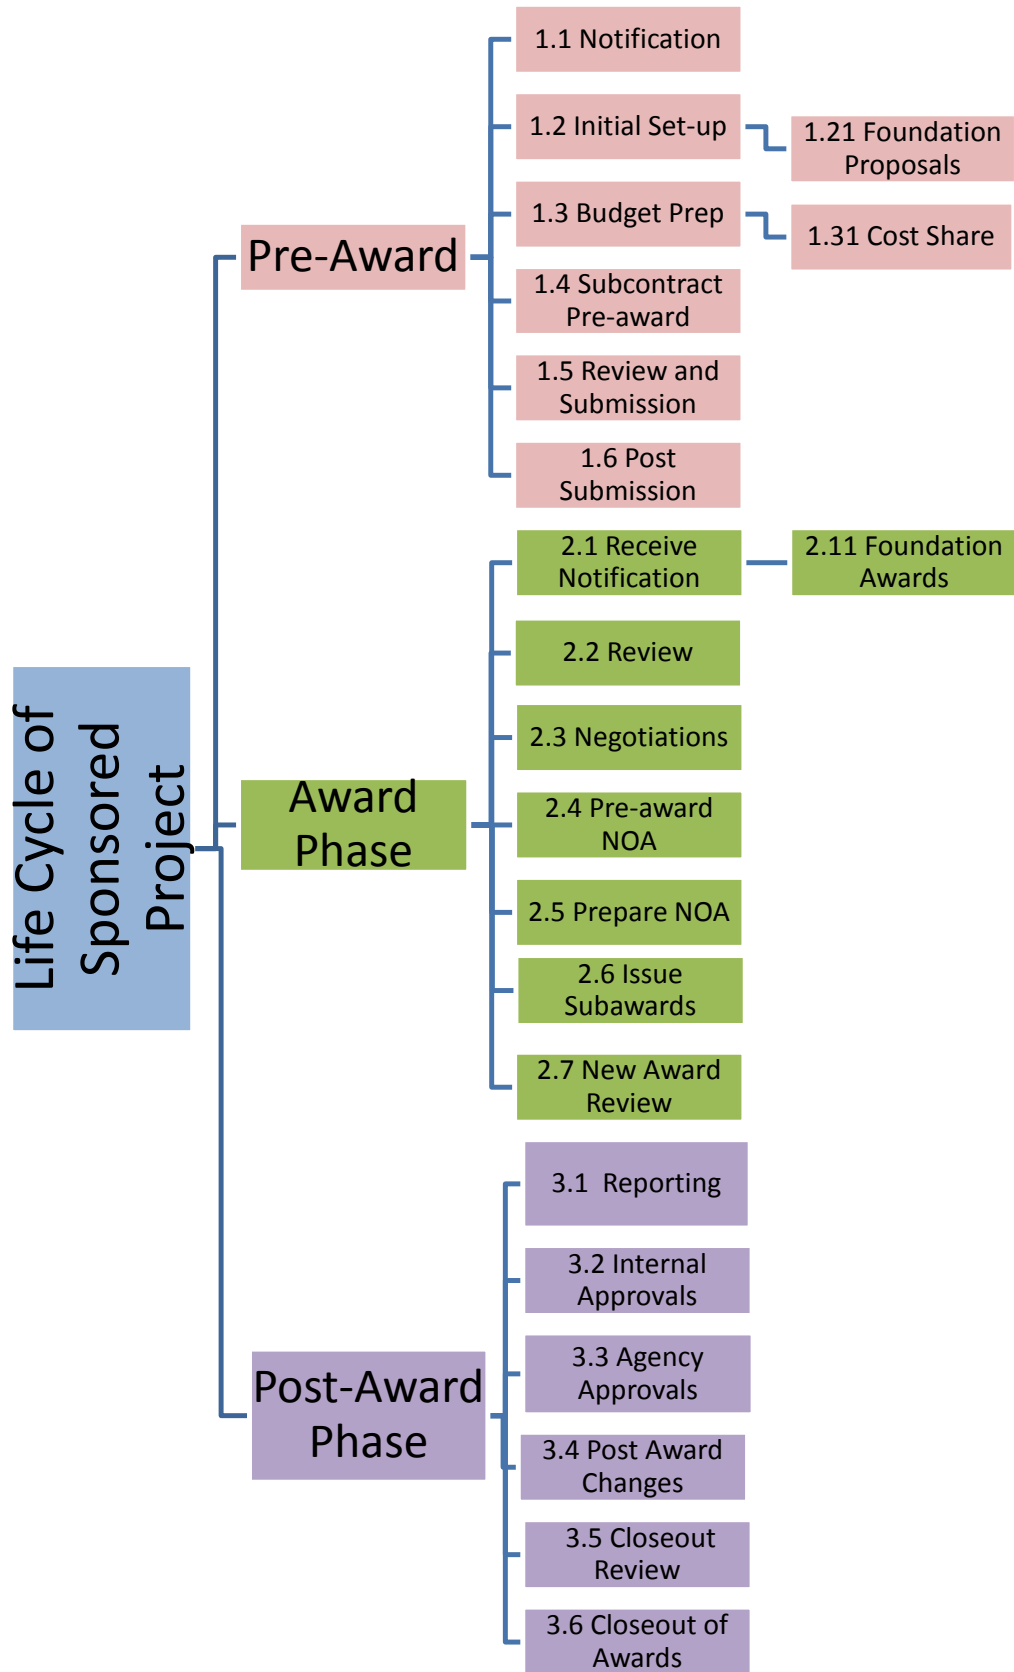 Life Cycle of
Sponsored
Project
Pre-Award
1.1 Notification
1.2 Initial Set-up
1.21 Foundation
Proposals
1.3 Budget Prep
1.31 Cost Share
1.4 Subcontract
Pre-award
1.5 Review and
Submission
1.6 Post
Submission
Award
Phase
2.1 Receive
Notification
2.11 Foundation
Awards
2.2 Review
2.3 Negotiations
2.4 Pre-award
NOA
2.5 Prepare NOA
2.6 Issue
Subawards
2.7 New Award
Review
Post-Award
Phase
3.1  Reporting
3.2 Internal
Approvals
3.3 Agency
Approvals
3.4 Post Award
Changes
3.5 Closeout
Review
3.6 Closeout of
Awards